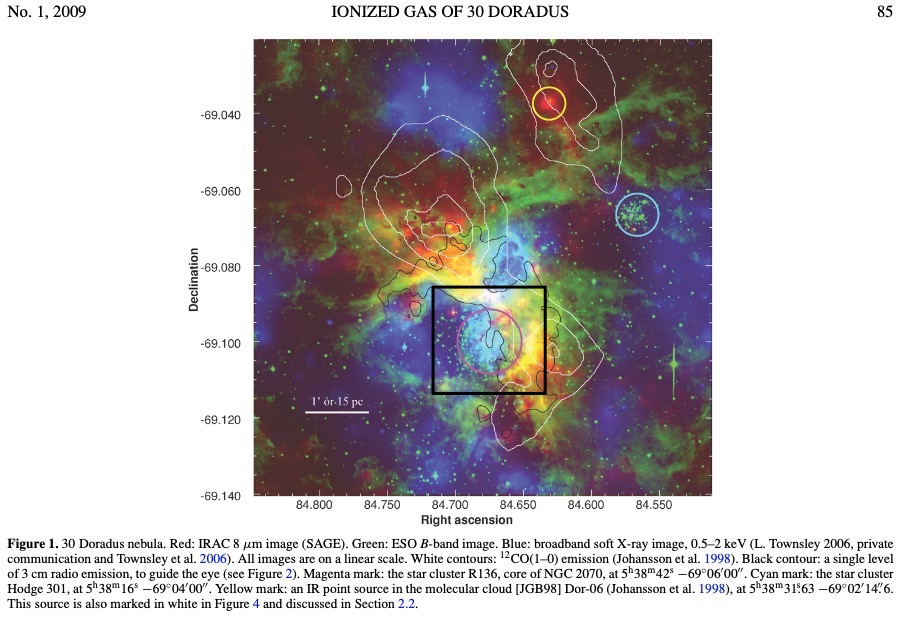 No. 1, 2009 IONIZED GAS OF 30 DORADUS 85
-69.040
-69.060
-69.080
Declination
-69.100
1' ór 15 pc
-69.120
-69.140
84.800 84.750 84.700 84.650 84.600 84.550
Right ascension
Figure 1. 30 Doradus nebula. Red: IRAC 8 μm image (SAGE). Green: ESO B-band image. Blue: broadband soft X-ray image, 0.5–2 keV (L. Townsley 2006, private
communication and Townsley et al. 2006). All images are on a linear scale. White contours: ¹²CO(1–0) emission (Johansson et al. 1998). Black contour: a single level
of 3 cm radio emission, to guide the eye (see Figure 2). Magenta mark: the star cluster R136, core of NGC 2070, at 5ʰ38ᵐ42ˢ −69°06′00″. Cyan mark: the star cluster
Hodge 301, at 5ʰ38ᵐ16ˢ −69°04′00″. Yellow mark: an IR point source in the molecular cloud [JGB98] Dor-06 (Johansson et al. 1998), at 5ʰ38ᵐ31ˢ.63 −69°02′14″.6.
This source is also marked in white in Figure 4 and discussed in Section 2.2.